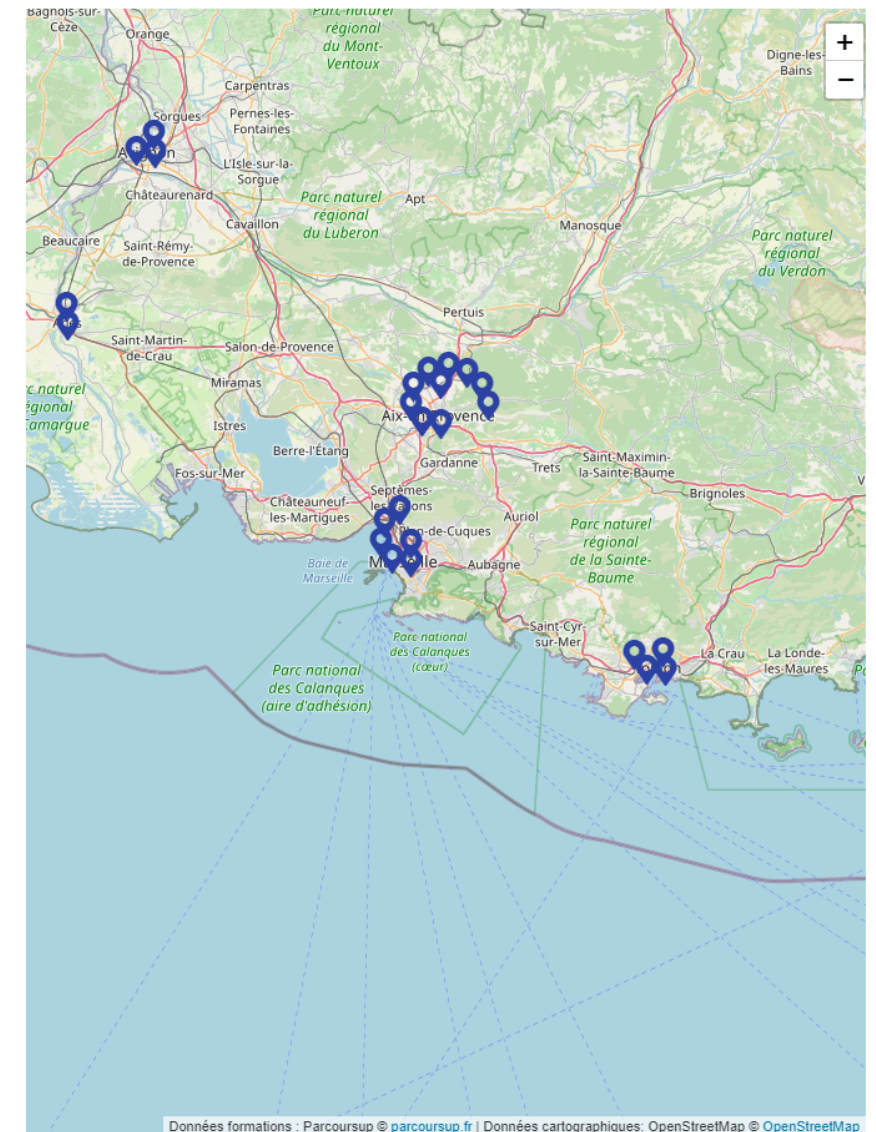 Bagnols-sur-
Cèze
Orange
Parc naturel
régional
du Mont-
Ventoux
Digne-les-
Bains
+
−
Carpentras
Sorgues
Pernes-les-
Fontaines
L'Isle-sur-la-
Sorgue
Châteaurenard
Parc naturel
régional
du Luberon
Apt
Cavaillon
Manosque
Beaucaire
Saint-Rémy-
de-Provence
Parc naturel
régional
du Verdon
Pertuis
Saint-Martin-
de-Crau
Salon-de-Provence
Miramas
Istres
Berre-l'Étang
Gardanne
Trets
Saint-Maximin-
la-Sainte-Baume
Fos-sur-Mer
Septèmes-
Châteauneuf-
les-Martigues
Brignoles
Auriol
Parc naturel
régional
de la Sainte-
Baume
Baie de
Marseille
Aubagne
Saint-Cyr-
sur-Mer
Parc national
des Calanques
(cœur)
La Crau
La Londe-
les-Maures
Parc national
des Calanques
(aire d'adhésion)
Données formations : Parcoursup © parcoursup.fr | Données cartographiques: OpenStreetMap © OpenStreetMap